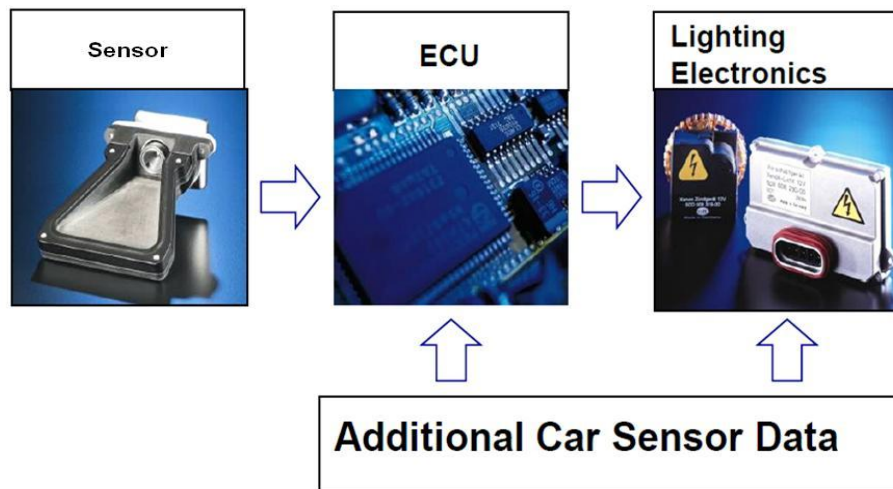 Sensor
ECU
Lighting
Electronics
Additional Car Sensor Data